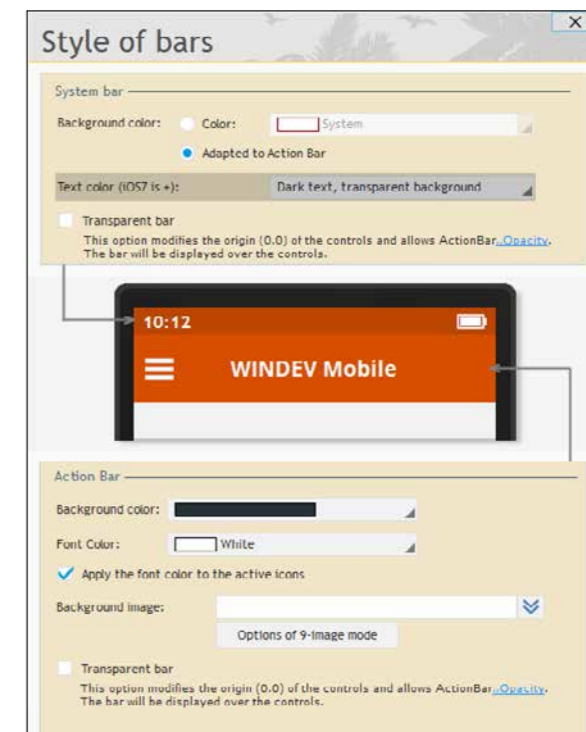 Style of bars
System bar
Background color: Color: System
Adapted to Action Bar
Text color (iOS7 is +): Dark text, transparent background
Transparent bar
This option modifies the origin (0.0) of the controls and allows ActionBar..Opacity.
The bar will be displayed over the controls.
10:12
WINDEV Mobile
Action Bar
Background color:
Font Color: White
Apply the font color to the active icons
Background image:
Options of 9-image mode
Transparent bar
This option modifies the origin (0.0) of the controls and allows ActionBar..Opacity.
The bar will be displayed over the controls.